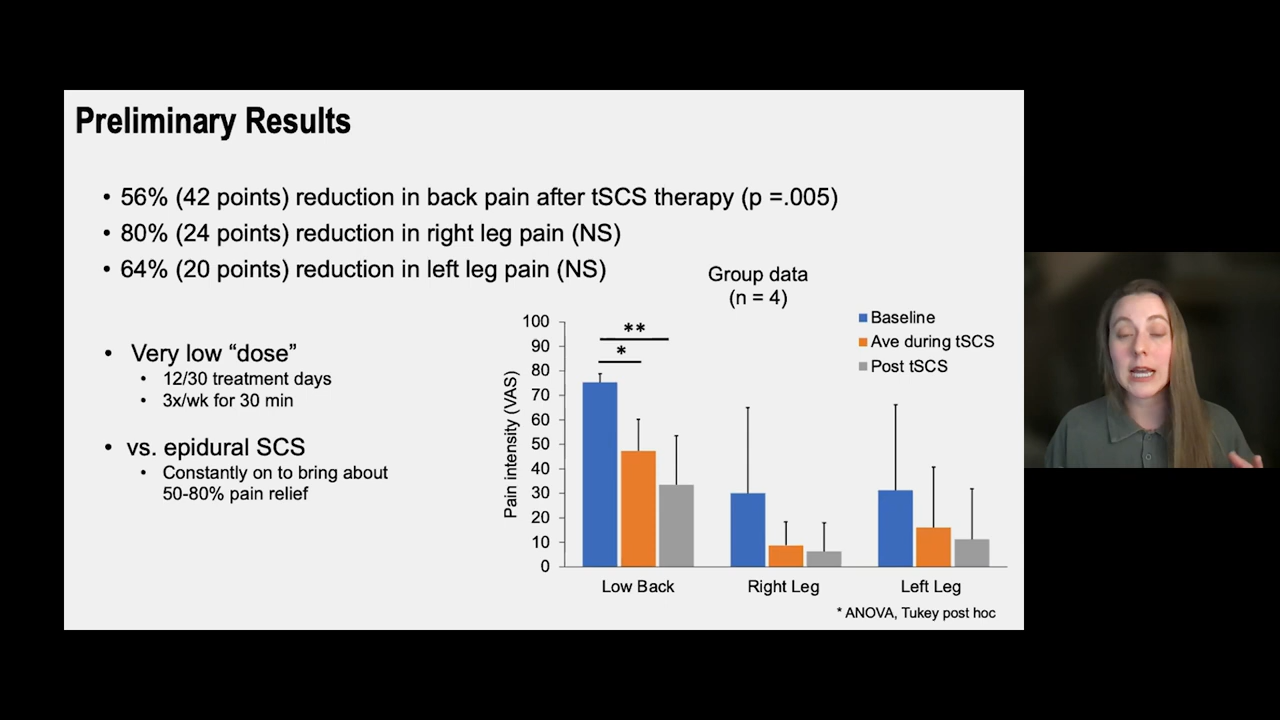 Preliminary Results
• 56% (42 points) reduction in back pain after tSCS therapy (p =.005)
• 80% (24 points) reduction in right leg pain (NS)
• 64% (20 points) reduction in left leg pain (NS)
• Very low “dose”
• 12/30 treatment days
• 3x/wk for 30 min
• vs. epidural SCS
• Constantly on to bring about
50-80% pain relief
Group data
(n = 4)
Baseline
Ave during tSCS
Post tSCS
**
*
Pain intensity (VAS)
100
90
80
70
60
50
40
30
20
10
0
Low Back
Right Leg
Left Leg
* ANOVA, Tukey post hoc